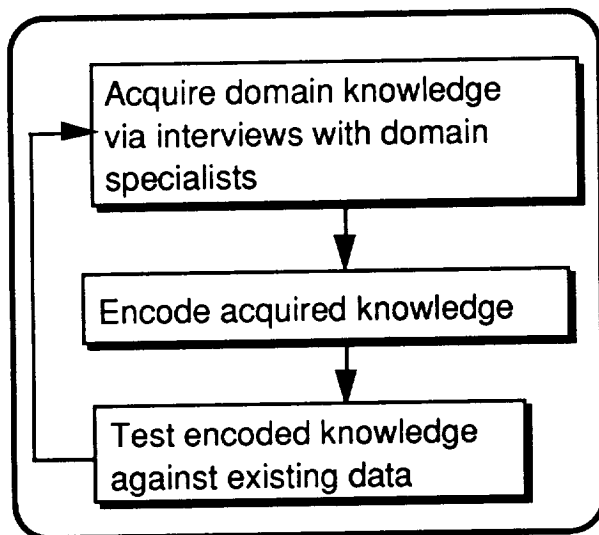 Acquire domain knowledge
via interviews with domain
specialists
Encode acquired knowledge
Test encoded knowledge
against existing data